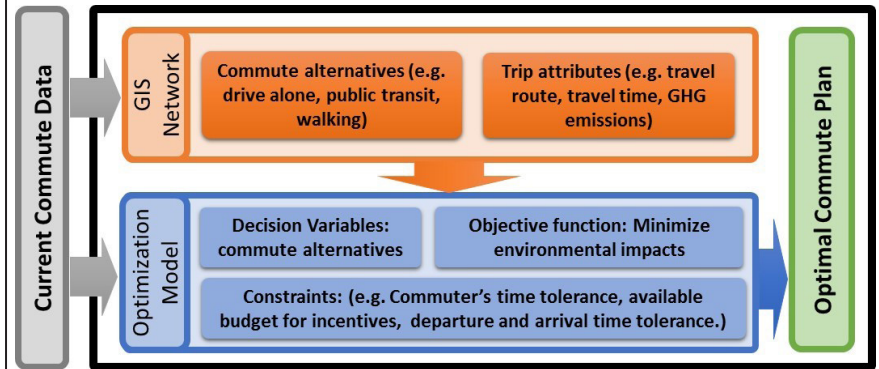 Current Commute Data
GIS
Network
Commute alternatives (e.g.
drive alone, public transit,
walking)
Trip attributes (e.g. travel
route, travel time, GHG
emissions)
Optimization
Model
Decision Variables:
commute alternatives
Objective function: Minimize
environmental impacts
Constraints: (e.g. Commuter's time tolerance, available
budget for incentives, departure and arrival time tolerance.)
Optimal Commute Plan